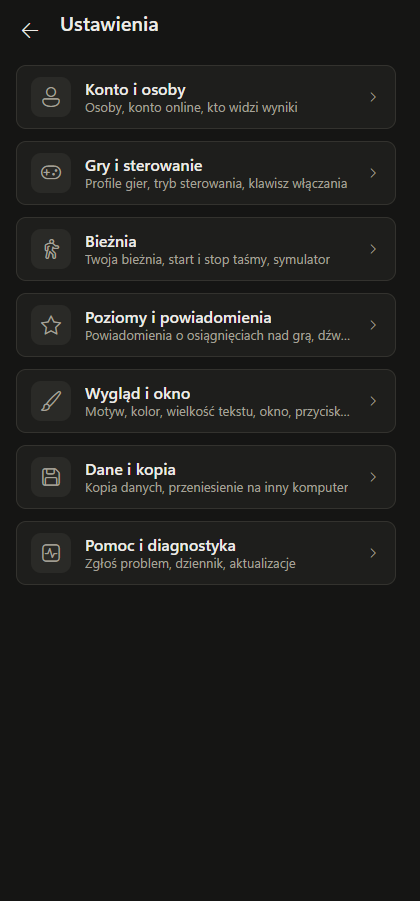 Ustawienia
Konto i osoby
Osoby, konto online, kto widzi wyniki
Gry i sterowanie
Profile gier, tryb sterowania, klawisz włączania
Bieżnia
Twoja bieżnia, start i stop taśmy, symulator
Poziomy i powiadomienia
Powiadomienia o osiągnięciach nad grą, dźw...
Wygląd i okno
Motyw, kolor, wielkość tekstu, okno, przycisk...
Dane i kopia
Kopia danych, przeniesienie na inny komputer
Pomoc i diagnostyka
Zgłoś problem, dziennik, aktualizacje